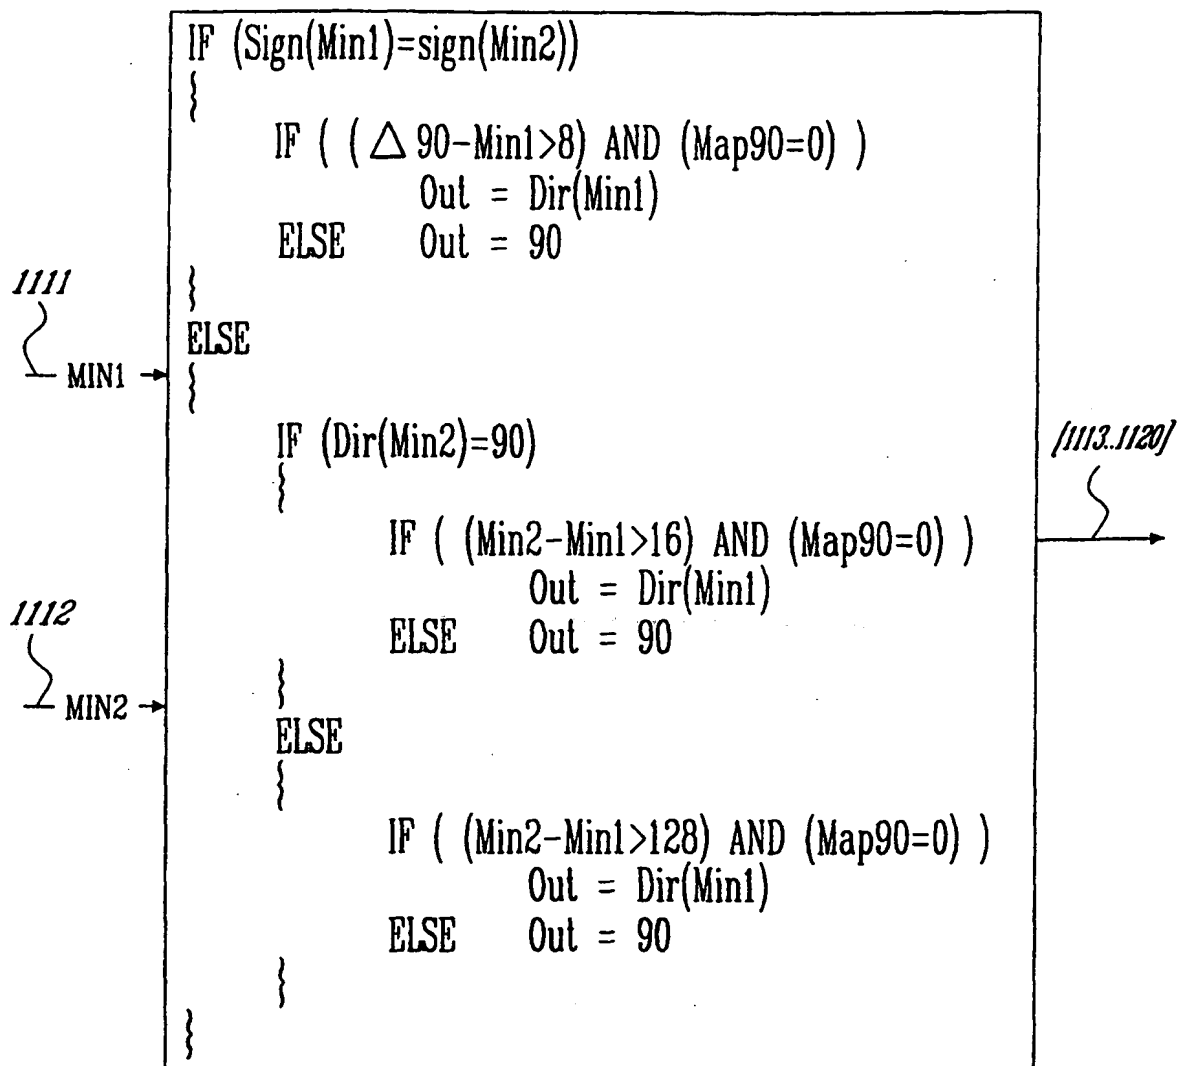 IF (Sign(Min1)=sign(Min2))
{
IF ( ( △ 90-Min1>8) AND (Map90=0) )
Out = Dir(Min1)
ELSE Out = 90
}
1111
ELSE
MIN1
{
IF (Dir(Min2)=90)
[1113..1120]
{
IF ( (Min2-Min1>16) AND (Map90=0) )
Out = Dir(Min1)
1112
ELSE Out = 90
}
MIN2
ELSE
{
IF ( (Min2-Min1>128) AND (Map90=0) )
Out = Dir(Min1)
ELSE Out = 90
}
}